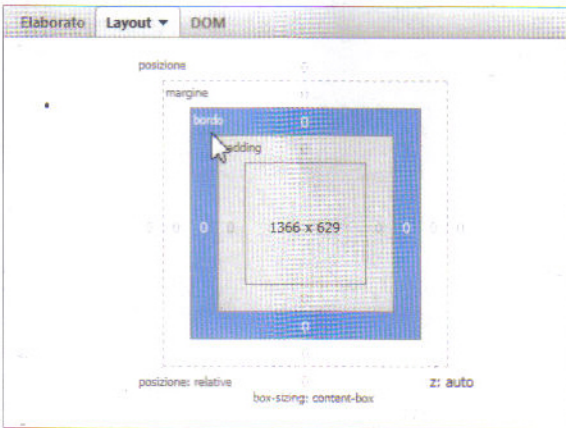 Elaborato Layout ▼ DOM
posizione
margine
bordo 0
adding
0 1366 x 629 0
0
posizione: relative z: auto
box-sizing: content-box